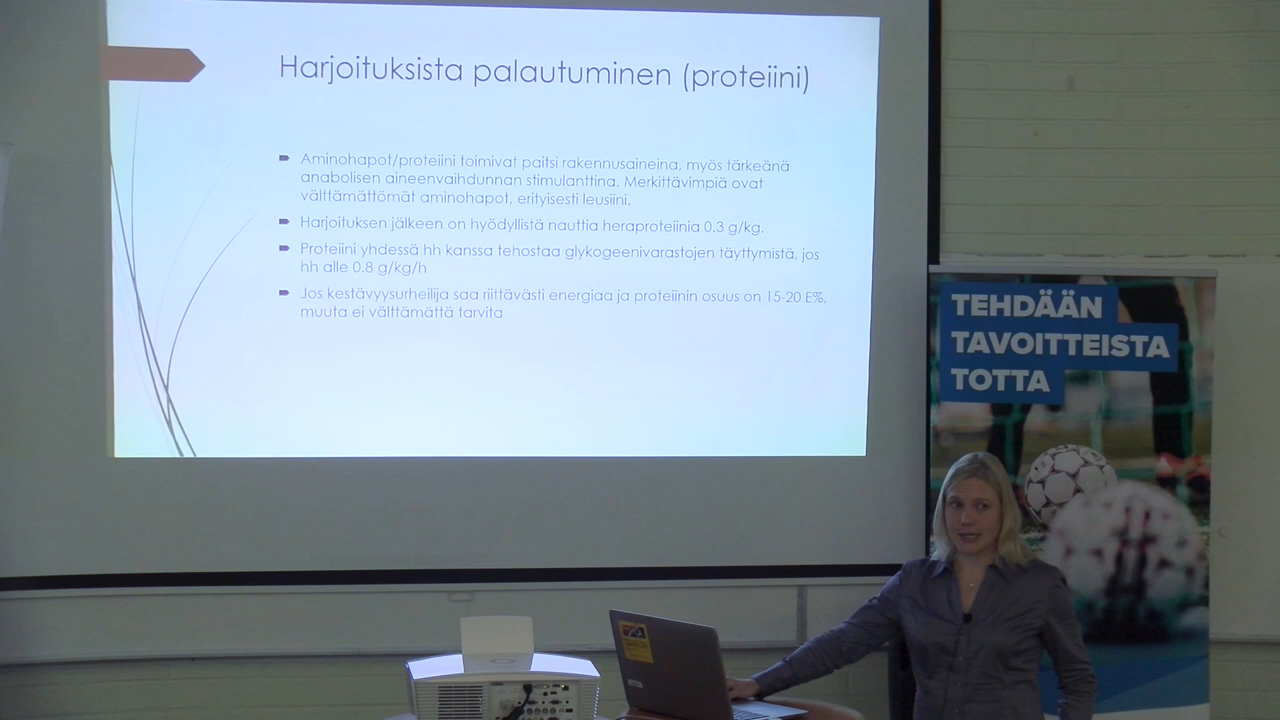 Harjoituksista palautuminen (proteiini)
Aminohapot/proteiini toimivat paitsi rakennusaineina, myös tärkeänä
anabolisen aineenvaihdunnan stimulanttina. Merkittävimpiä ovat
välttämättömät aminohapot, erityisesti leusiini.
Harjoituksen jälkeen on hyödyllistä nauttia heraproteiinia 0.3 g/kg.
Proteiini yhdessä hh kanssa tehostaa glykogeenivarastojen täyttymistä, jos
hh alle 0.8 g/kg/h
Jos kestävyysurheilija saa riittävästi energiaa ja proteiinin osuus on 15-20 E%,
muuta ei välttämättä tarvita
TEHDÄÄN
TAVOITTEISTA
TOTTA